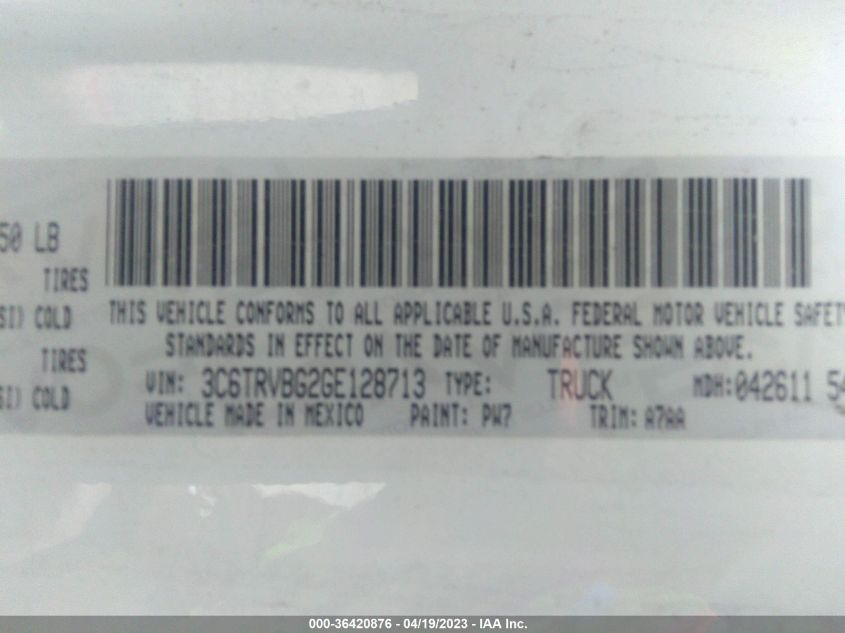 50 LB
TIRES
SI) COLD
TIRES
SI) COLD
THIS VEHICLE CONFORMS TO ALL APPLICABLE U.S.A. FEDERAL MOTOR VEHICLE SAFETY
STANDARDS IN EFFECT ON THE DATE OF MANUFACTURE SHOWN ABOVE.
VIN: 3C6TRVBG2GE128713 TYPE: TRUCK MDH:042611 54
VEHICLE MADE IN MEXICO PAINT: PW7 TRIM: A7AA
000-36420876 - 04/19/2023 - IAA Inc.